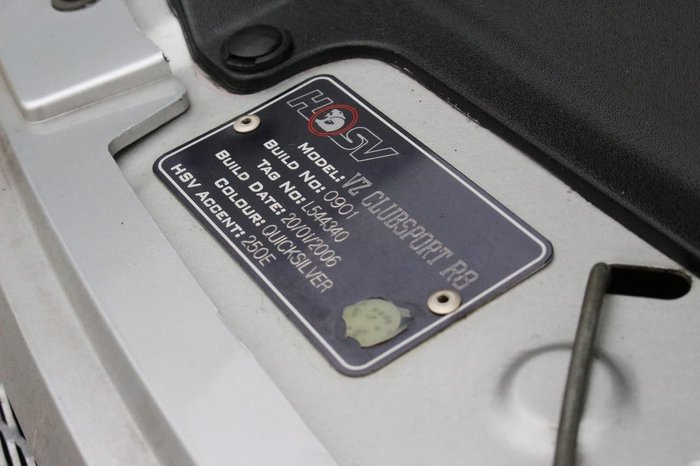 HSV
MODEL: VZ CLUBSPORT R8
BUILD NO: 0901
TAG NO: L544340
BUILD DATE: 20/01/2006
COLOUR: QUICKSILVER
HSV ACCENT: 250E